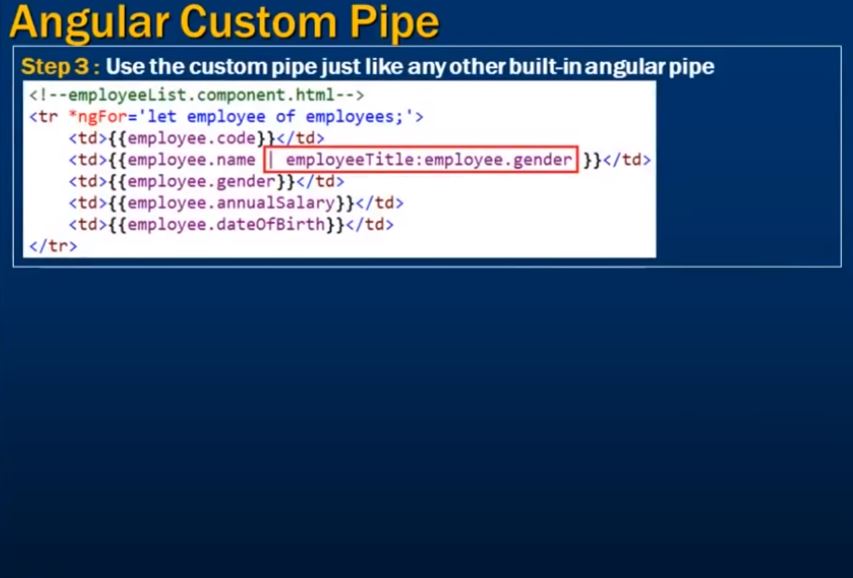 Angular Custom Pipe
Step 3 : Use the custom pipe just like any other built-in angular pipe
<!--employeeList.component.html-->
<tr *ngFor='let employee of employees;'>
<td>{{employee.code}}</td>
<td>{{employee.name | employeeTitle:employee.gender }}</td>
<td>{{employee.gender}}</td>
<td>{{employee.annualSalary}}</td>
<td>{{employee.dateOfBirth}}</td>
</tr>